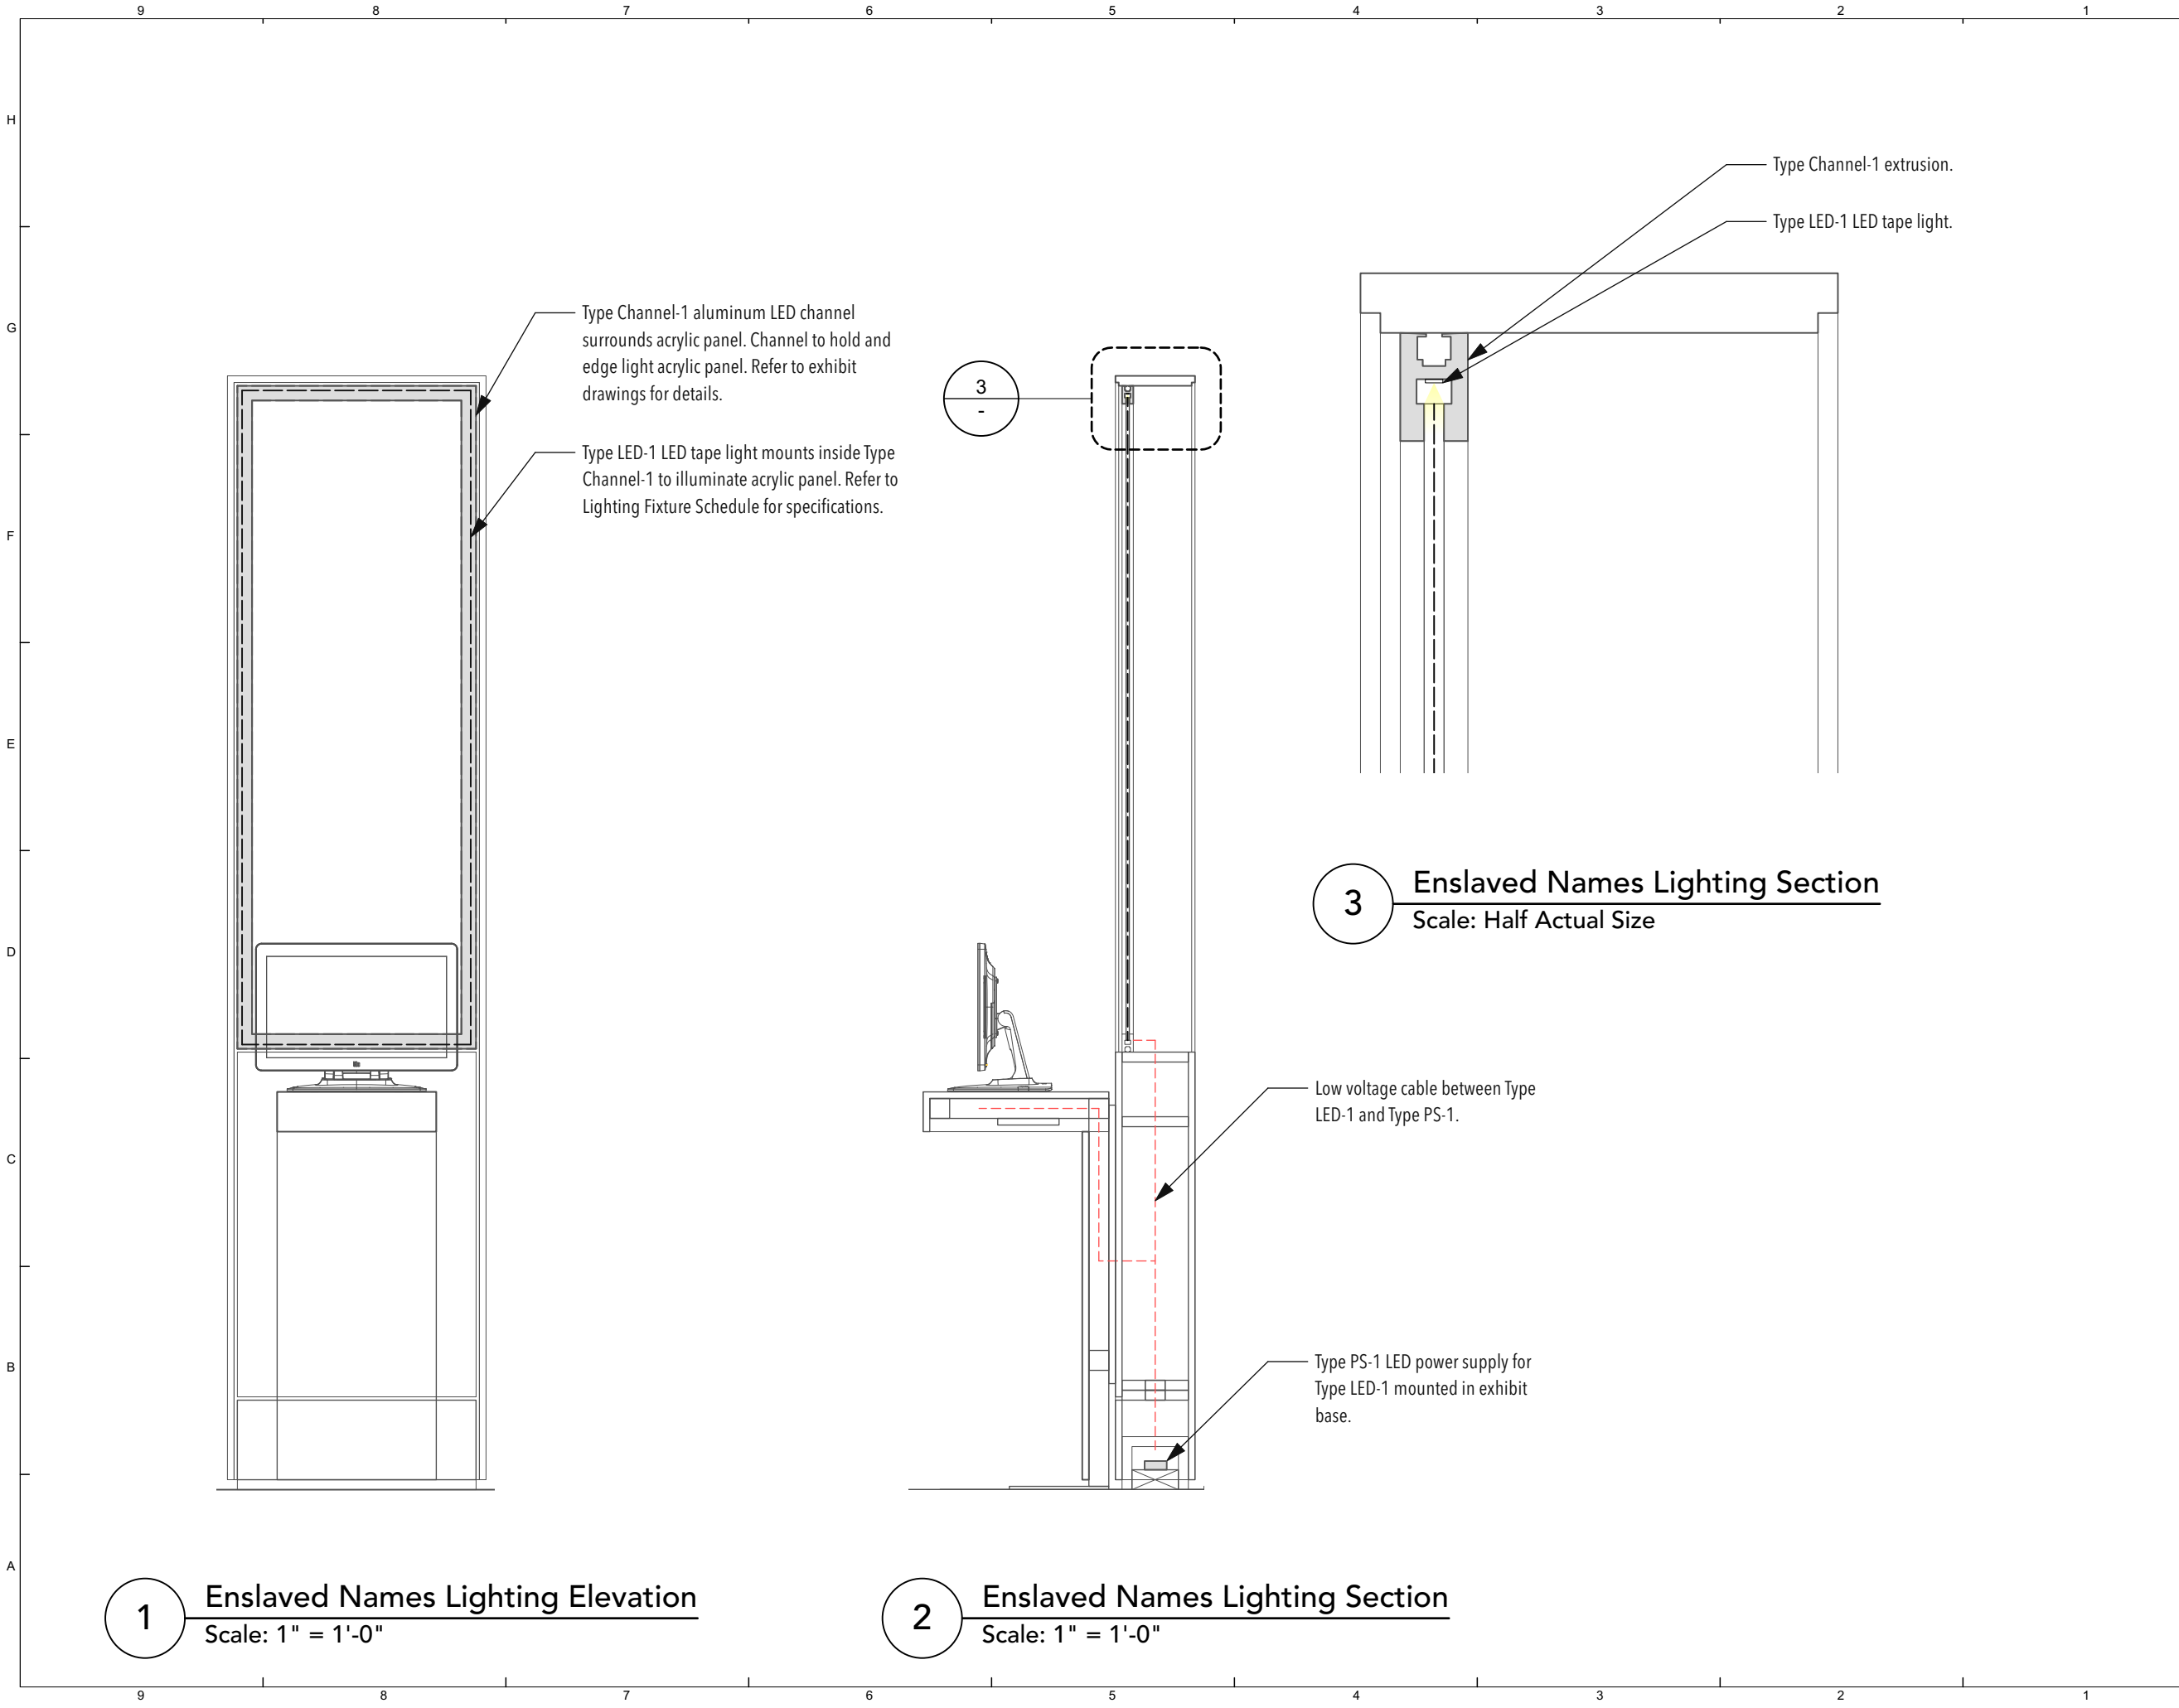 9 8 7 6 5 4 3 2 1
H
G
F
E
D
C
B
A
Type Channel-1 extrusion.
Type LED-1 LED tape light.
Type Channel-1 aluminum LED channel
surrounds acrylic panel. Channel to hold and
edge light acrylic panel. Refer to exhibit
drawings for details.
Type LED-1 LED tape light mounts inside Type
Channel-1 to illuminate acrylic panel. Refer to
Lighting Fixture Schedule for specifications.
3
-
3
Enslaved Names Lighting Section
Scale: Half Actual Size
Low voltage cable between Type
LED-1 and Type PS-1.
Type PS-1 LED power supply for
Type LED-1 mounted in exhibit
base.
1
Enslaved Names Lighting Elevation
Scale: 1" = 1'-0"
2
Enslaved Names Lighting Section
Scale: 1" = 1'-0"
9 8 7 6 5 4 3 2 1